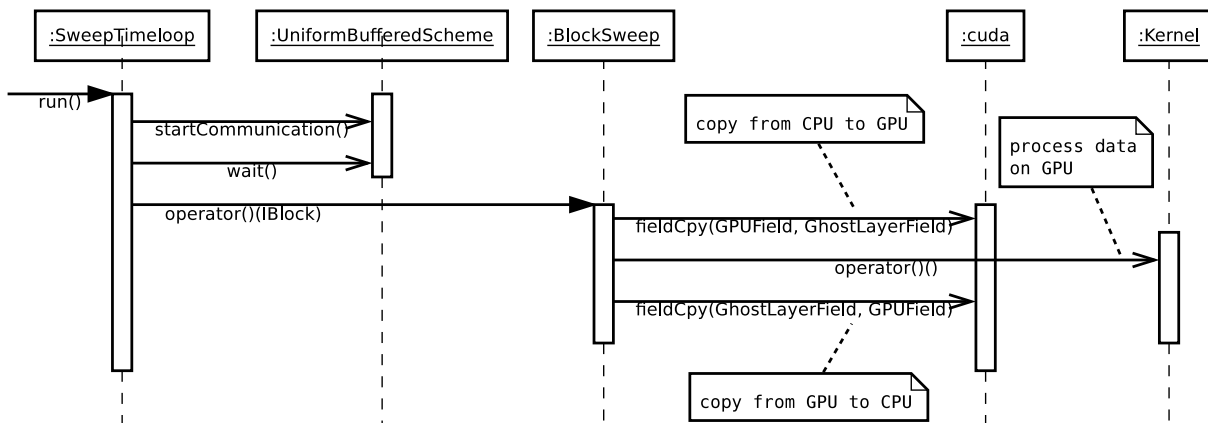 :SweepTimeloop
:UniformBufferedScheme
:BlockSweep
:cuda
:Kernel
run()
startCommunication()
copy from CPU to GPU
process data
on GPU
wait()
operator()(IBlock)
fieldCpy(GPUField, GhostLayerField)
operator()()
fieldCpy(GhostLayerField, GPUField)
copy from GPU to CPU